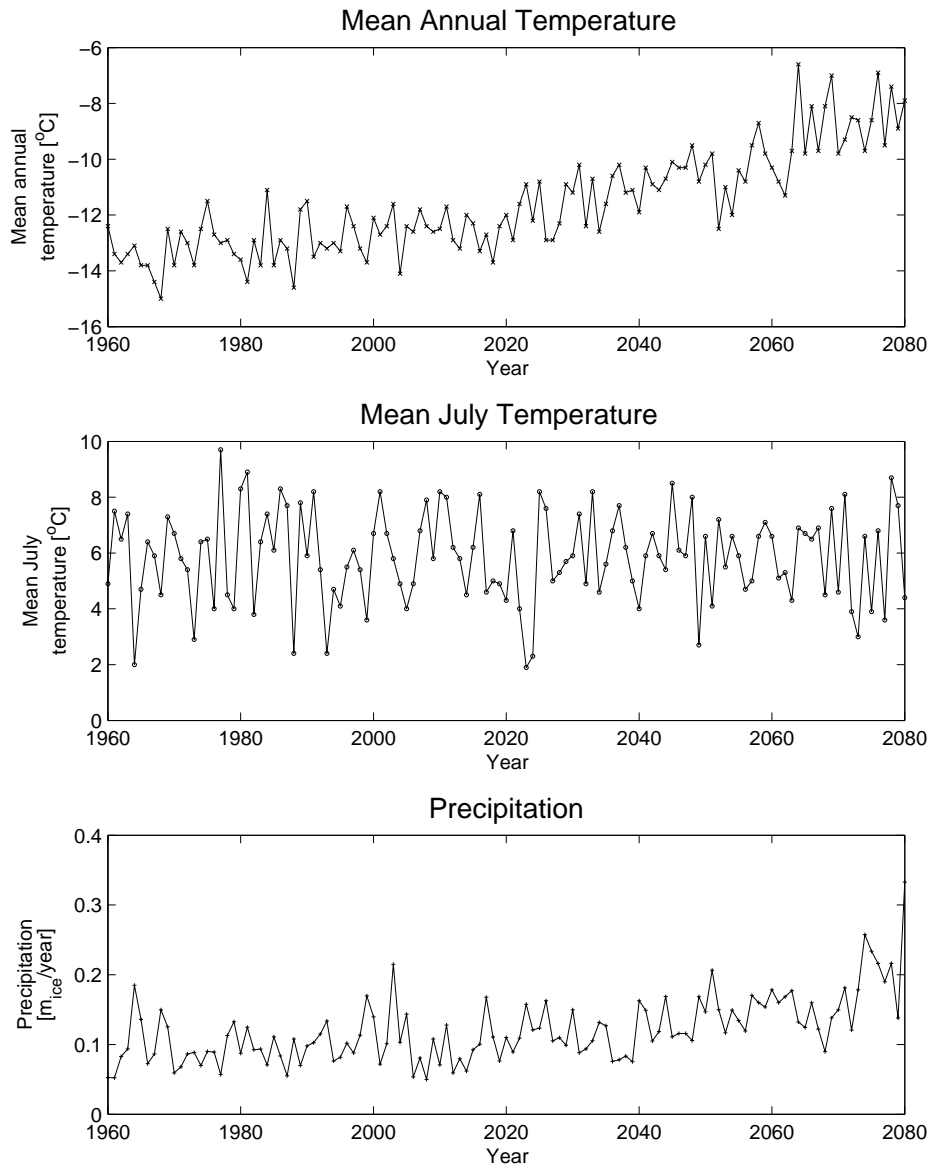 Mean Annual Temperature
−6
−8
−10
−12
−14
−16
Mean annual
temperature [°C]
1960 1980 2000 2020 2040 2060 2080
Year
Mean July Temperature
10
8
6
4
2
0
Mean July
temperature [°C]
1960 1980 2000 2020 2040 2060 2080
Year
Precipitation
0.4
0.3
0.2
0.1
0
Precipitation
[m_ice/year]
1960 1980 2000 2020 2040 2060 2080
Year